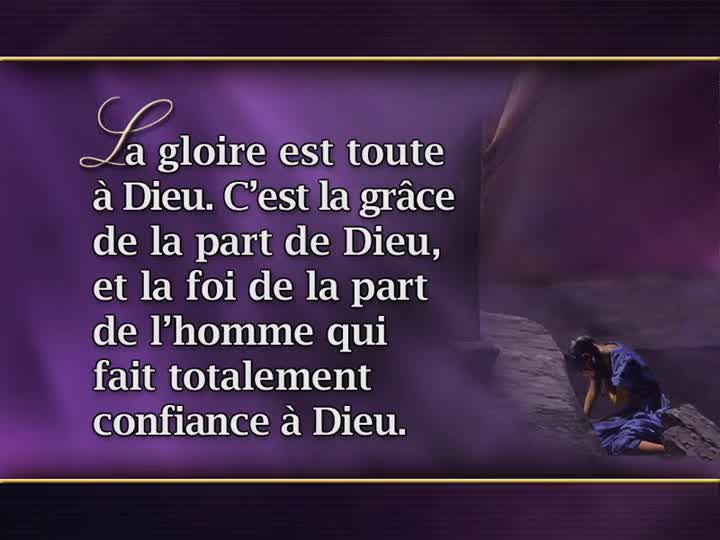 La gloire est toute
à Dieu. C’est la grâce
de la part de Dieu,
et la foi de la part
de l’homme qui
fait totalement
confiance à Dieu.